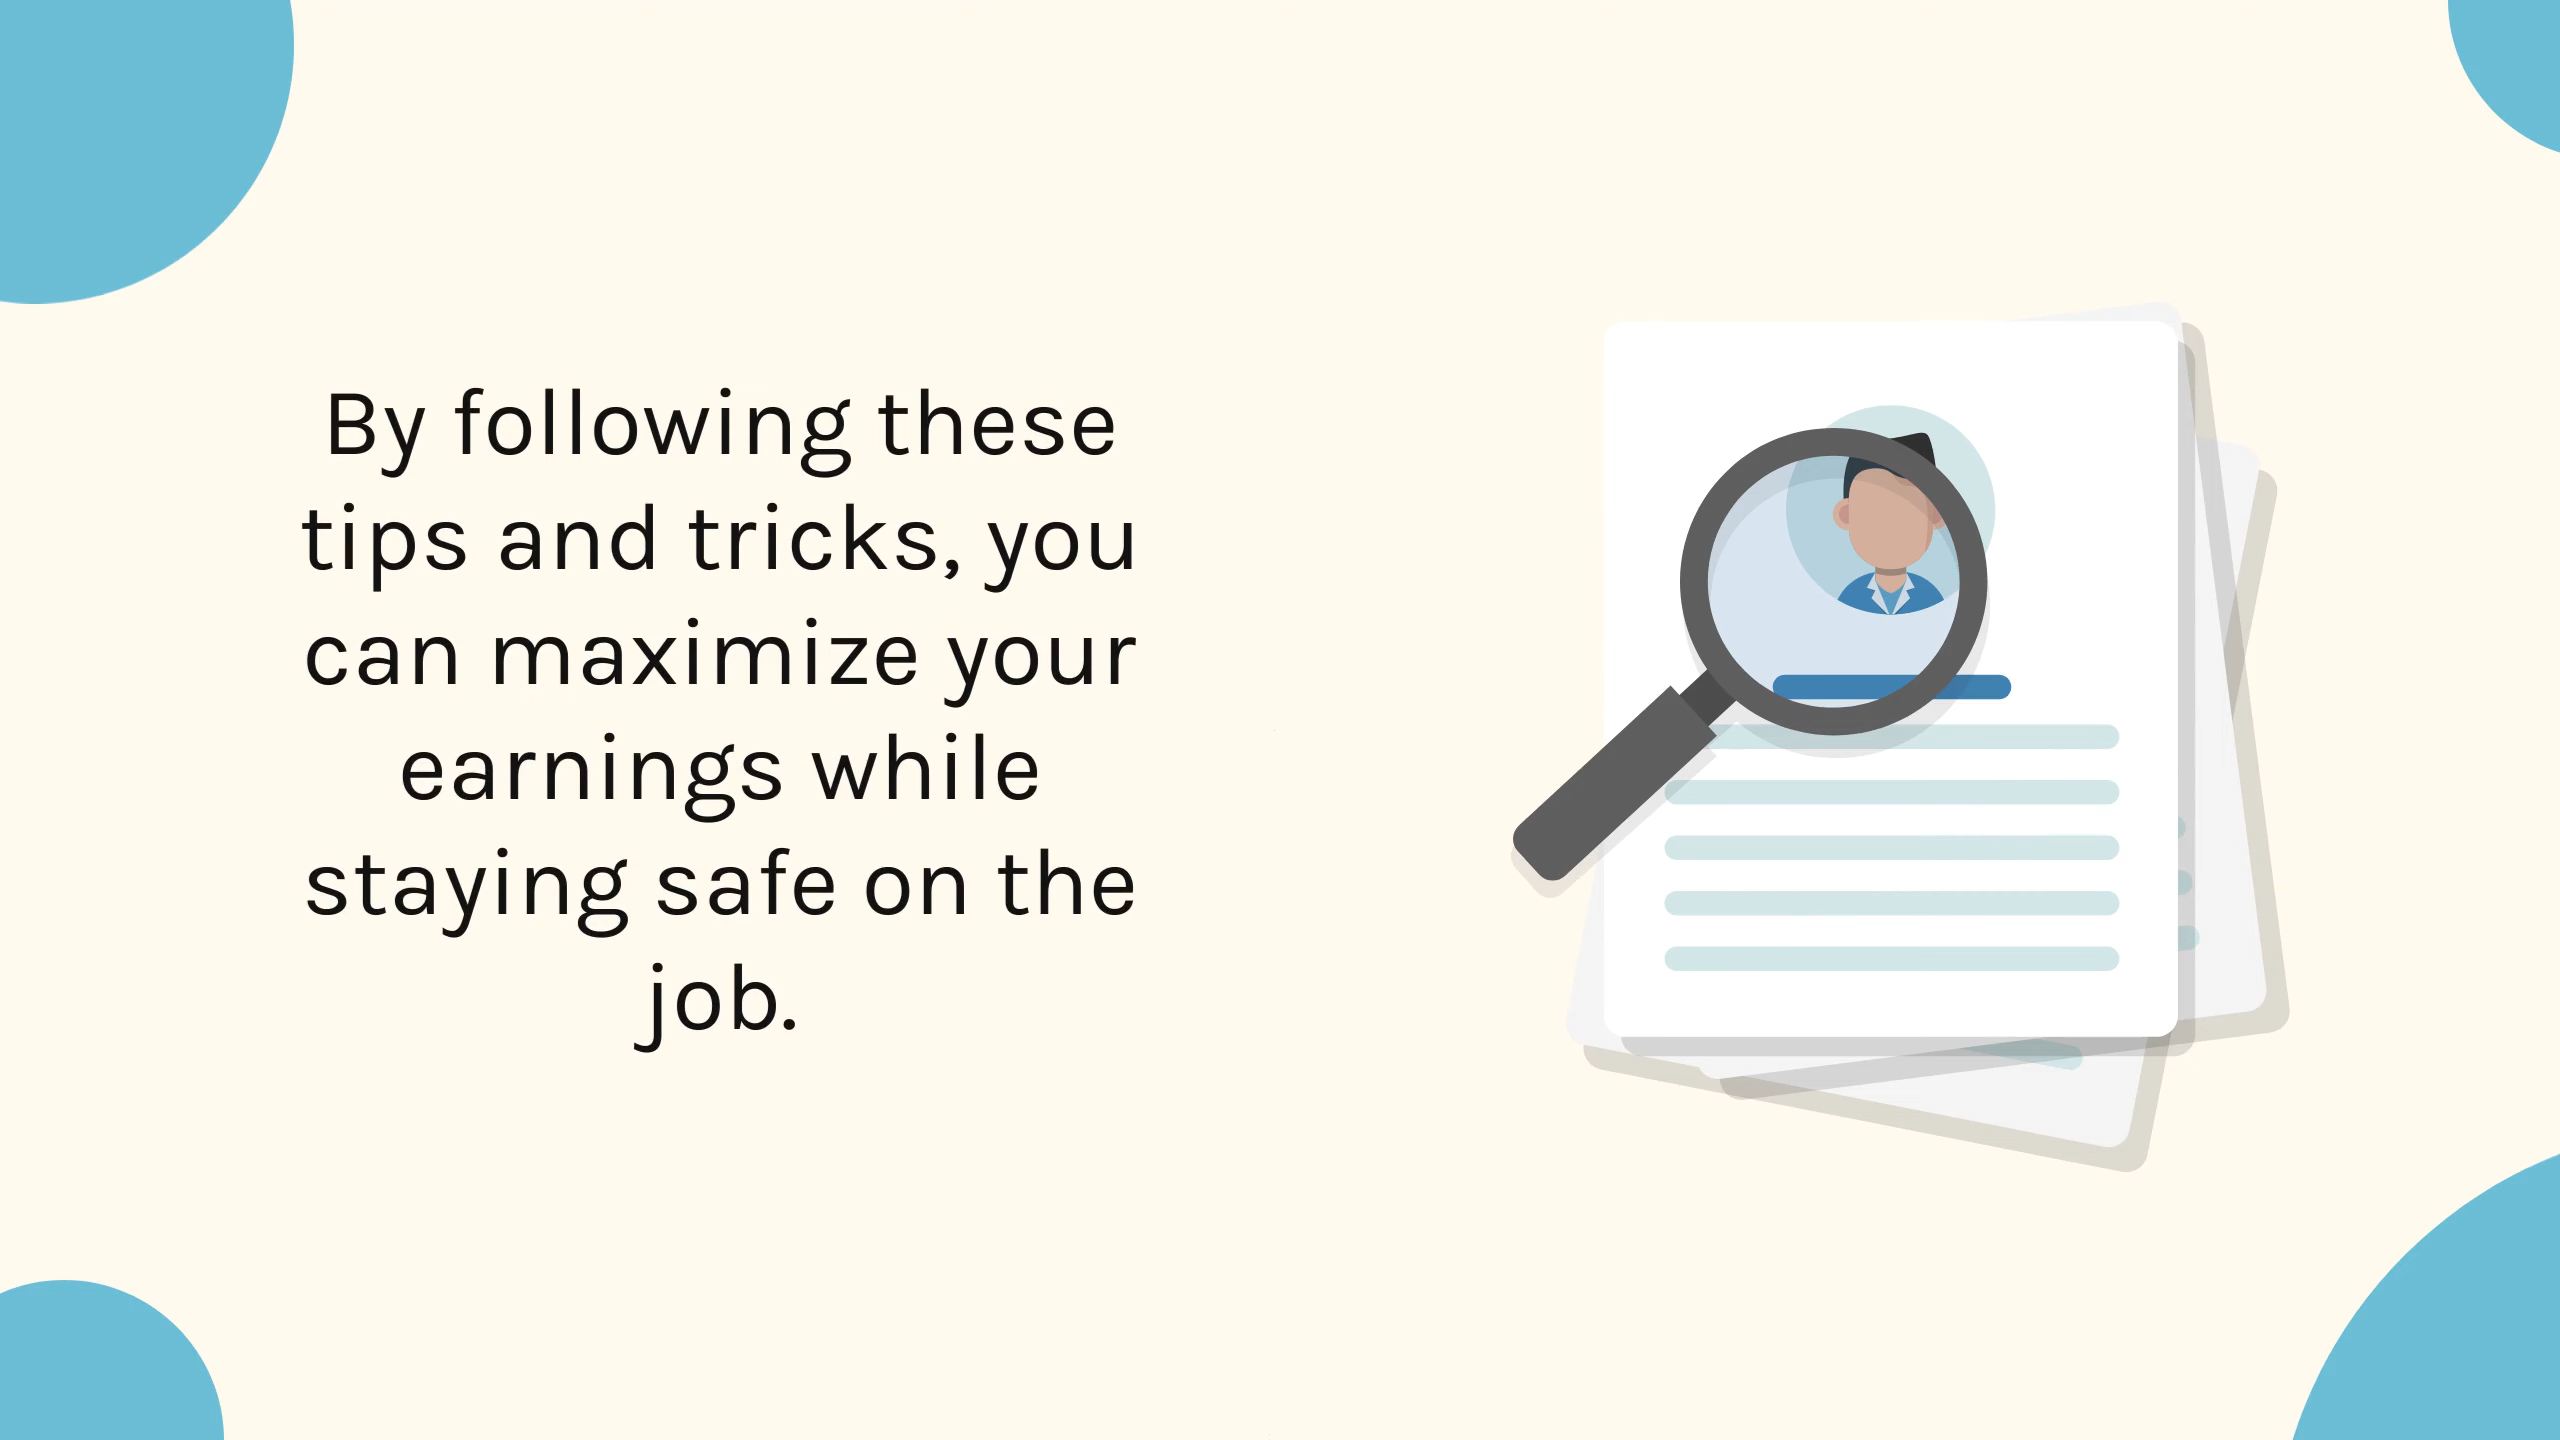 By following these
tips and tricks, you
can maximize your
earnings while
staying safe on the
job.